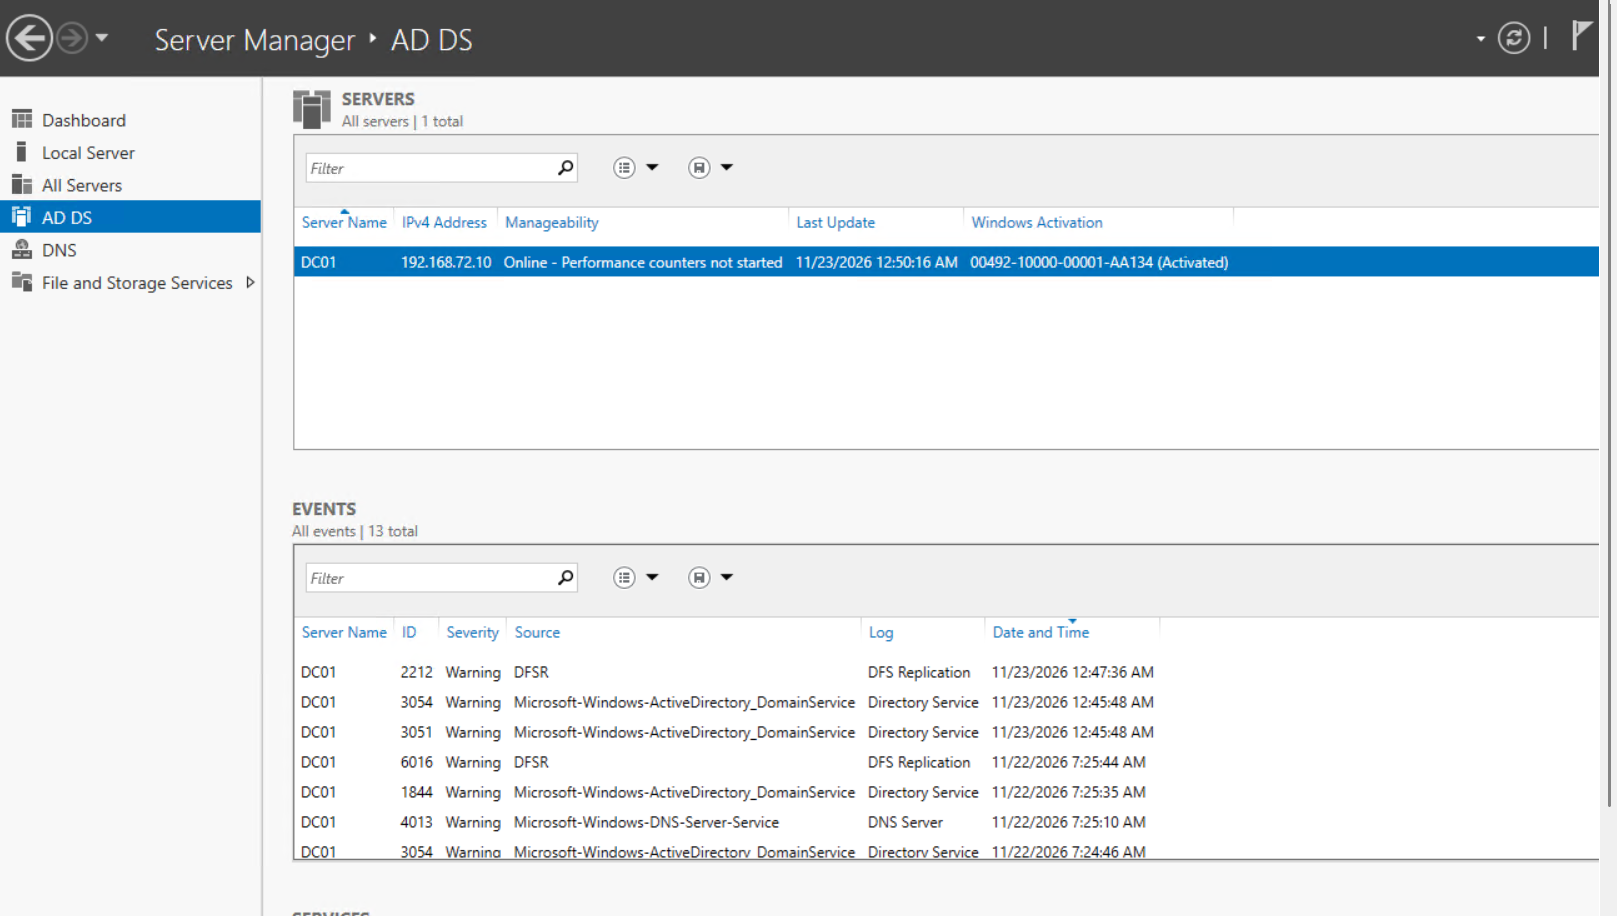 Server Manager ‣ AD DS
Dashboard
Local Server
All Servers
AD DS
DNS
File and Storage Services
SERVERS
All servers | 1 total
Filter
Server Name IPv4 Address Manageability Last Update Windows Activation
DC01 192.168.72.10 Online - Performance counters not started 11/23/2026 12:50:16 AM 00492-10000-00001-AA134 (Activated)
EVENTS
All events | 13 total
Filter
Server Name ID Severity Source Log Date and Time
DC01 2212 Warning DFSR DFS Replication 11/23/2026 12:47:36 AM
DC01 3054 Warning Microsoft-Windows-ActiveDirectory_DomainService Directory Service 11/23/2026 12:45:48 AM
DC01 3051 Warning Microsoft-Windows-ActiveDirectory_DomainService Directory Service 11/23/2026 12:45:48 AM
DC01 6016 Warning DFSR DFS Replication 11/22/2026 7:25:44 AM
DC01 1844 Warning Microsoft-Windows-ActiveDirectory_DomainService Directory Service 11/22/2026 7:25:35 AM
DC01 4013 Warning Microsoft-Windows-DNS-Server-Service DNS Server 11/22/2026 7:25:10 AM
DC01 3054 Warning Microsoft-Windows-ActiveDirectory_DomainService Directory Service 11/22/2026 7:24:46 AM
SERVICES